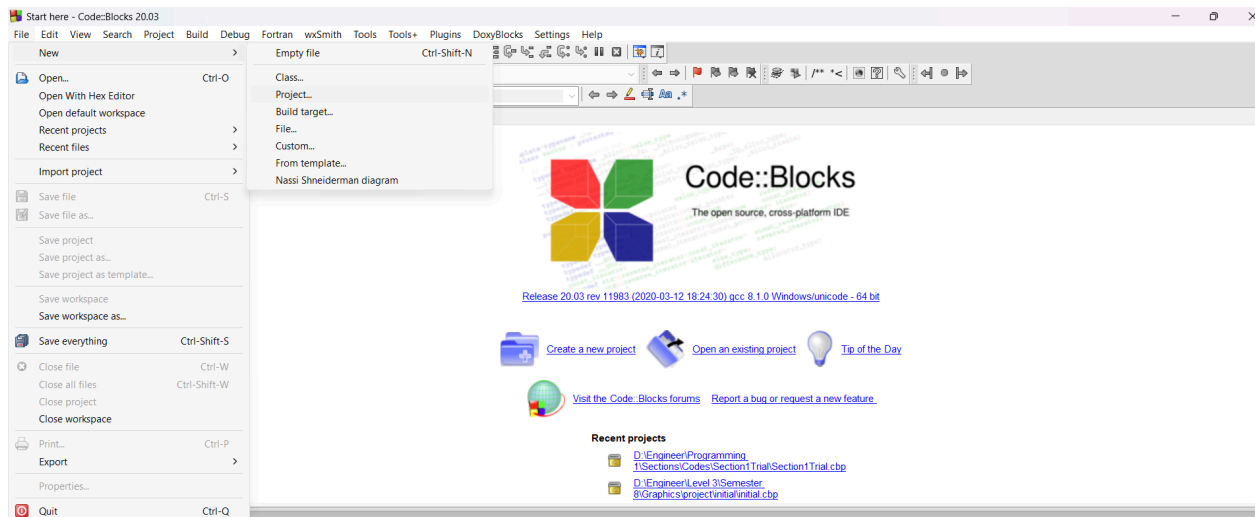 Start here - Code::Blocks 20.03
File Edit View Search Project Build Debug Fortran wxSmith Tools Tools+ Plugins DoxyBlocks Settings Help
New
Open... Ctrl-O
Open With Hex Editor
Open default workspace
Recent projects
Recent files
Import project
Save file Ctrl-S
Save file as...
Save project
Save project as...
Save project as template...
Save workspace
Save workspace as...
Save everything Ctrl-Shift-S
Close file Ctrl-W
Close all files Ctrl-Shift-W
Close project
Close workspace
Print... Ctrl-P
Export
Properties...
Quit Ctrl-Q
Empty file Ctrl-Shift-N
Class...
Project...
Build target...
File...
Custom...
From template...
Nassi Shneiderman diagram
Code::Blocks
The open source, cross-platform IDE
Release 20.03 rev 11983 (2020-03-12 18:24:30) gcc 8.1.0 Windows/unicode - 64 bit
Create a new project
Open an existing project
Tip of the Day
Visit the Code::Blocks forums
Report a bug or request a new feature
Recent projects
D:\Engineer\Programming
1\Sections\Codes\Section1Trial\Section1Trial.cbp
D:\Engineer\Level 3\Semester
8\Graphics\project\initial\initial.cbp